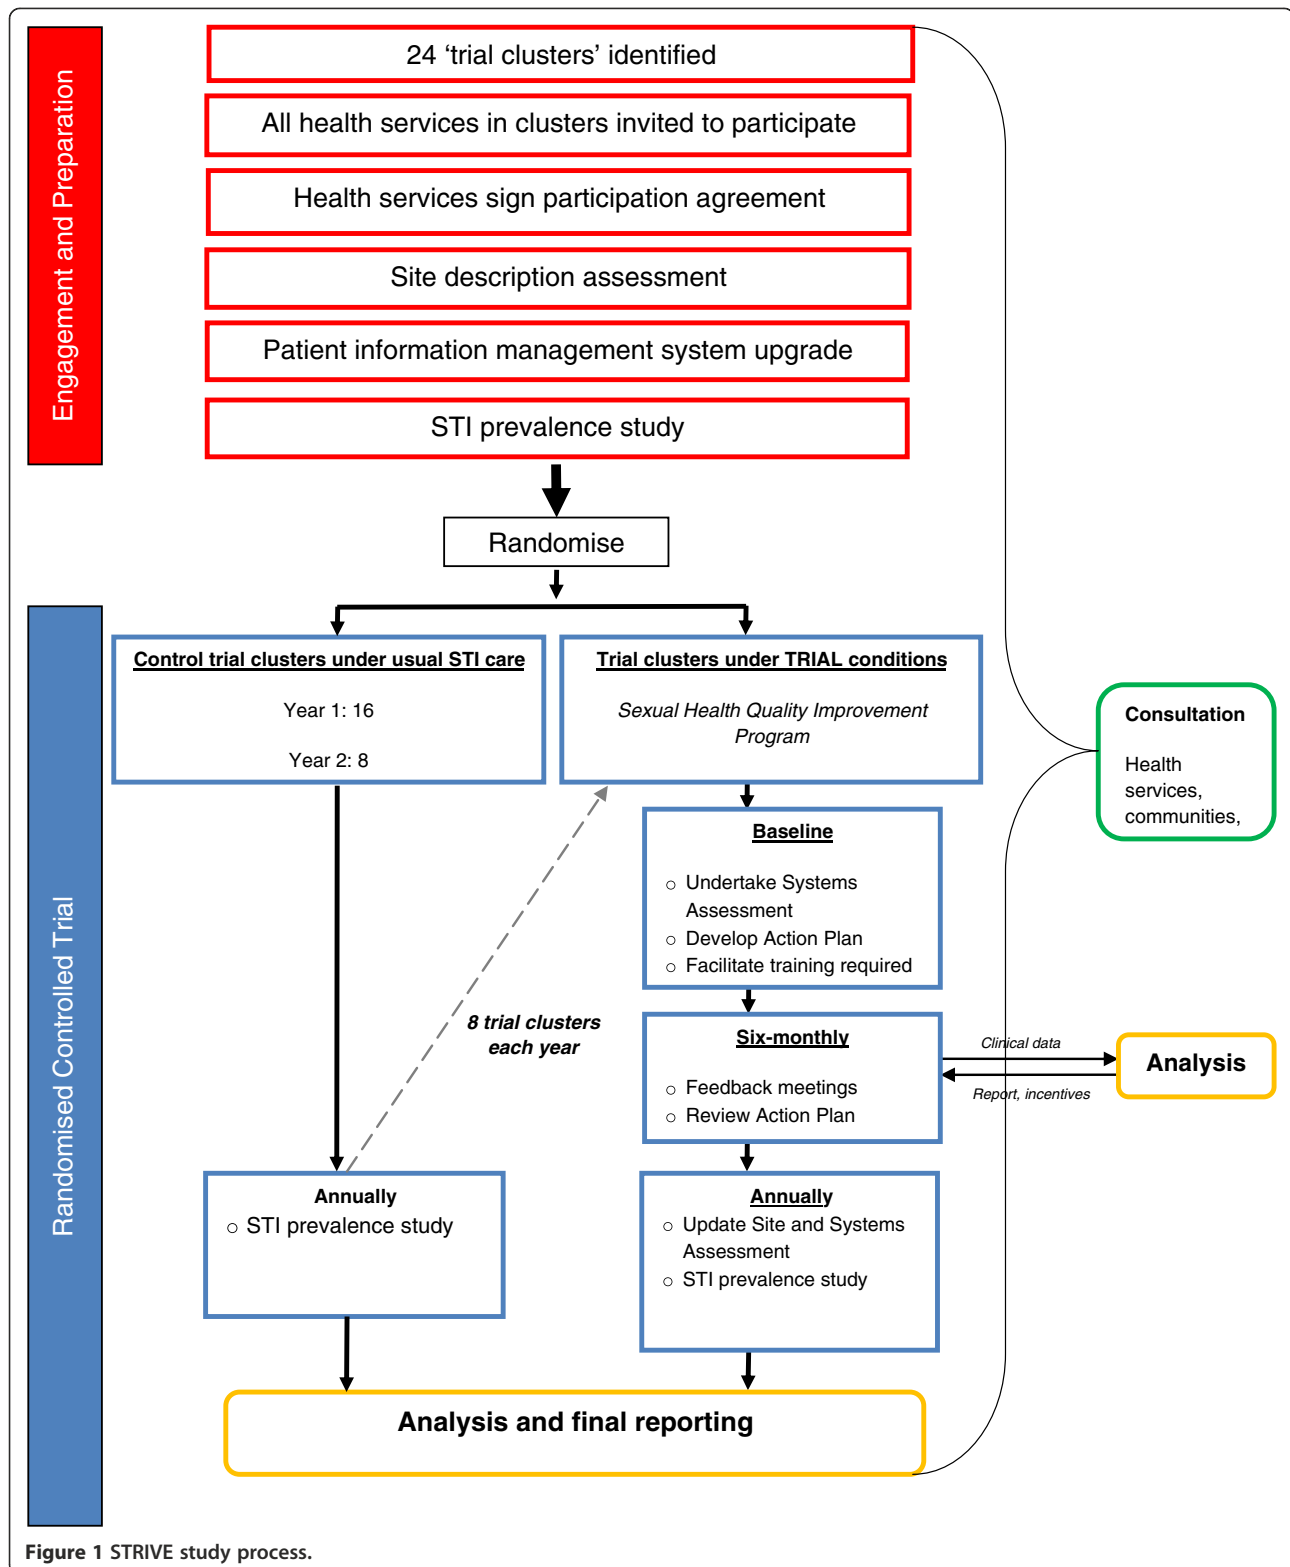 Engagement and Preparation
24 ‘trial clusters’ identified
All health services in clusters invited to participate
Health services sign participation agreement
Site description assessment
Patient information management system upgrade
STI prevalence study
Randomise
Randomised Controlled Trial
Control trial clusters under usual STI care
Year 1: 16
Year 2: 8
Trial clusters under TRIAL conditions
Sexual Health Quality Improvement
Program
Consultation
Health
services,
communities,
Baseline
○ Undertake Systems
Assessment
○ Develop Action Plan
○ Facilitate training required
8 trial clusters
each year
Six-monthly
○ Feedback meetings
○ Review Action Plan
Clinical data
Report, incentives
Analysis
Annually
○ STI prevalence study
Annually
○ Update Site and Systems
Assessment
○ STI prevalence study
Analysis and final reporting
Figure 1 STRIVE study process.